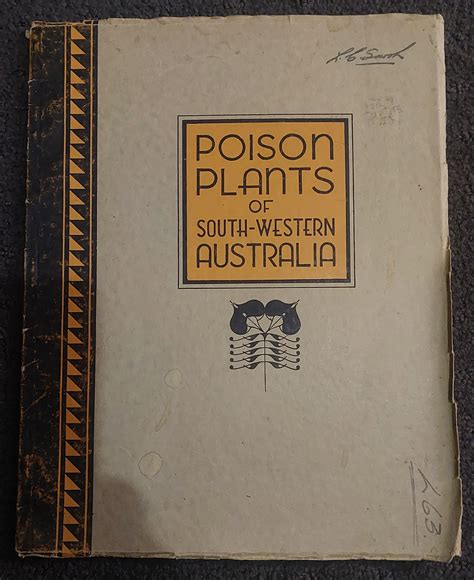 POISON
PLANTS
OF
SOUTH-WESTERN
AUSTRALIA